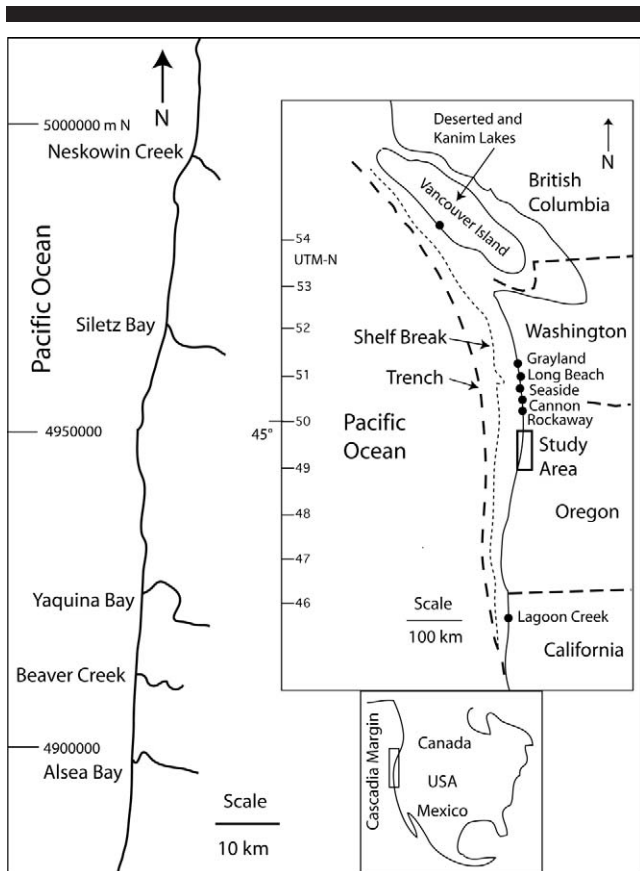 N
5000000 m N
Neskowin Creek
Pacific Ocean
Siletz Bay
4950000
Yaquina Bay
Beaver Creek
4900000
Alsea Bay
Scale
10 km
Deserted and
Kanim Lakes
N
Vancouver Island
British
Columbia
54
UTM-N
53
52
51
50
45°
49
48
47
46
Washington
Shelf Break
Trench
Grayland
Long Beach
Seaside
Cannon
Rockaway
Pacific
Ocean
Study
Area
Oregon
Scale
100 km
Lagoon Creek
California
Cascadia Margin
Canada
USA
Mexico